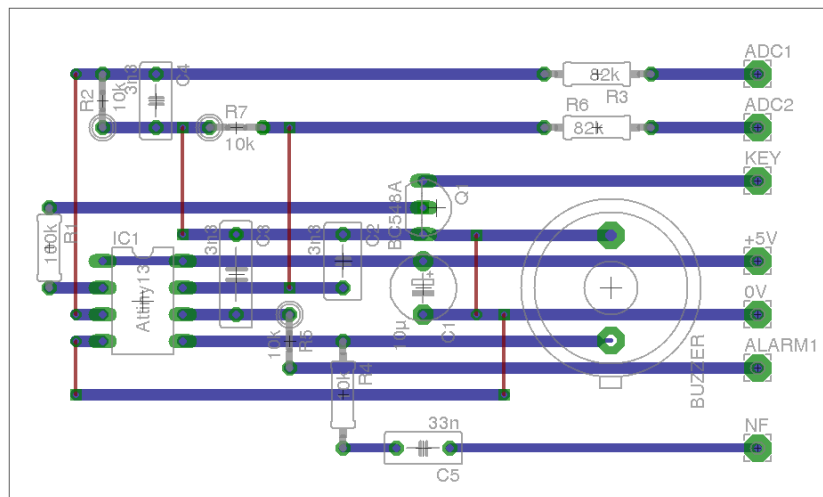 ADC1
82k
R3
C4
3n3
10k
R2
ADC2
R6
82k
R7
10k
KEY
Q1
BC548A
R1
100k
IC1
Attiny13
3n3
C3
3n3
C2
+5V
+
10µ
C1
0V
10k
R5
ALARM1
BUZZER
R4
10k
NF
33n
C5